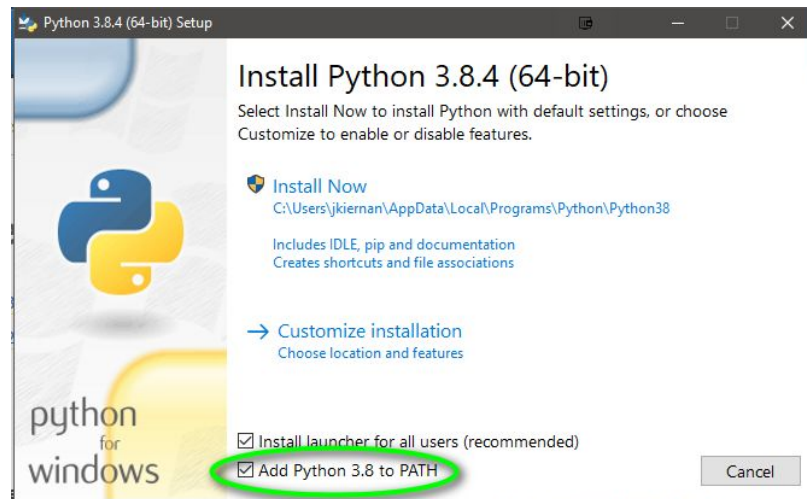 Python 3.8.4 (64-bit) Setup
Install Python 3.8.4 (64-bit)
Select Install Now to install Python with default settings, or choose
Customize to enable or disable features.
Install Now
C:\Users\jkiernan\AppData\Local\Programs\Python\Python38
Includes IDLE, pip and documentation
Creates shortcuts and file associations
Customize installation
Choose location and features
python
for
windows
Install launcher for all users (recommended)
Add Python 3.8 to PATH
Cancel